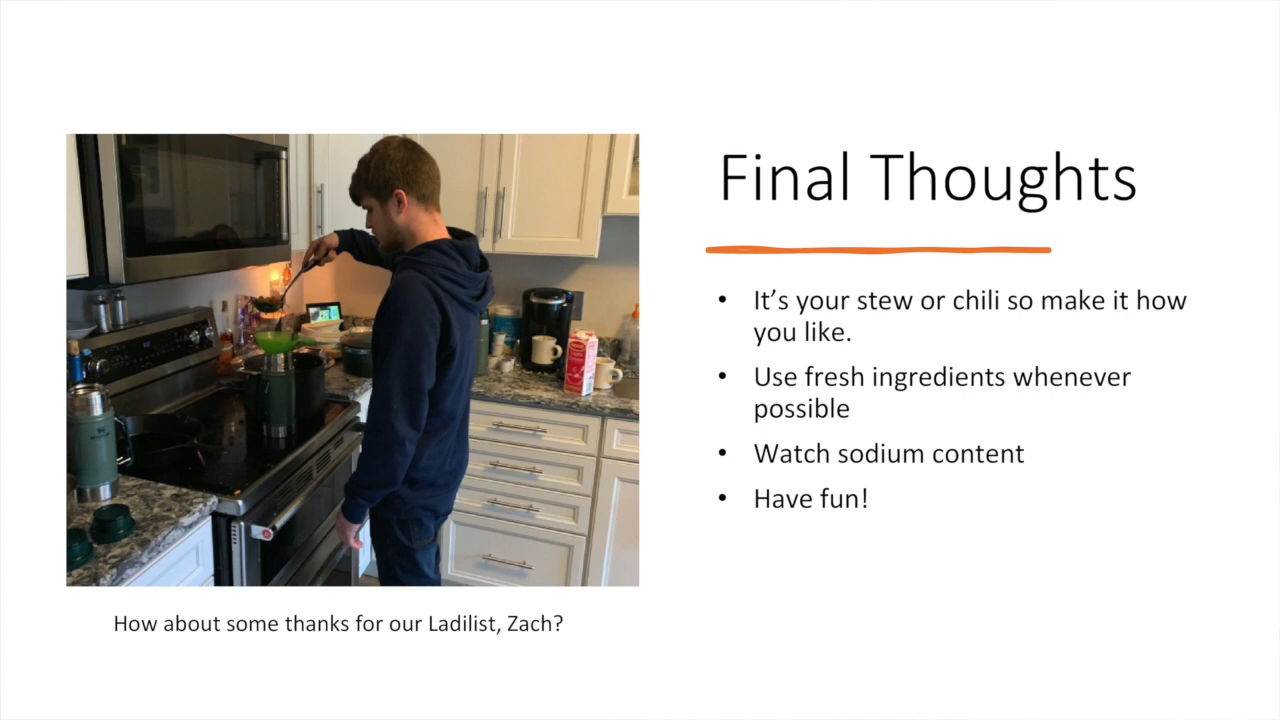 Final Thoughts
• It’s your stew or chili so make it how
you like.
• Use fresh ingredients whenever
possible
• Watch sodium content
• Have fun!
How about some thanks for our Ladilist, Zach?